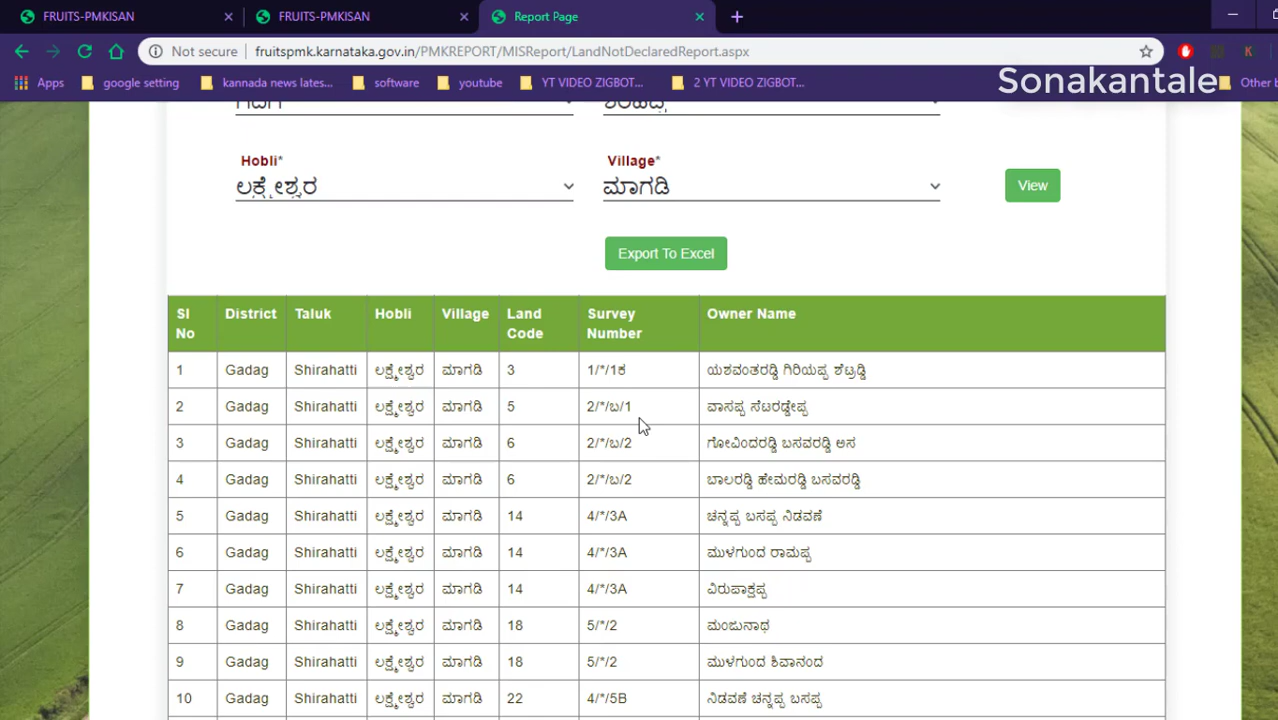 FRUITS-PMKISAN
FRUITS-PMKISAN
Report Page
Not secure
fruitspmk.karnataka.gov.in/PMKREPORT/MISReport/LandNotDeclaredReport.aspx
K
Apps
google setting
kannada news lates...
software
youtube
YT VIDEO ZIGBOT...
2 YT VIDEO ZIGBOT...
Sonakantale
Other b
Hobli*
Village*
ಲಕ್ಷ್ಮೇಶ್ವರ
ಮಾಗಡಿ
View
Export To Excel
Sl No District Taluk Hobli Village Land Code Survey Number Owner Name
1 Gadag Shirahatti ಲಕ್ಷ್ಮೇಶ್ವರ ಮಾಗಡಿ 3 1/*/1ಕ ಯಶವಂತರಡ್ಡಿ ಗಿರಿಯಪ್ಪ ಶೆಟ್ರಡ್ಡಿ
2 Gadag Shirahatti ಲಕ್ಷ್ಮೇಶ್ವರ ಮಾಗಡಿ 5 2/*/ಬ/1 ವಾಸಪ್ಪ ಸೆಟರಡ್ಡೇಪ್ಪ
3 Gadag Shirahatti ಲಕ್ಷ್ಮೇಶ್ವರ ಮಾಗಡಿ 6 2/*/ಬ/2 ಗೋವಿಂದರಡ್ಡಿ ಬಸವರಡ್ಡಿ ಅಸ
4 Gadag Shirahatti ಲಕ್ಷ್ಮೇಶ್ವರ ಮಾಗಡಿ 6 2/*/ಬ/2 ಬಾಲರಡ್ಡಿ ಹೇಮರಡ್ಡಿ ಬಸವರಡ್ಡಿ
5 Gadag Shirahatti ಲಕ್ಷ್ಮೇಶ್ವರ ಮಾಗಡಿ 14 4/*/3A ಚನ್ನಪ್ಪ ಬಸಪ್ಪ ನಿಡವಣೆ
6 Gadag Shirahatti ಲಕ್ಷ್ಮೇಶ್ವರ ಮಾಗಡಿ 14 4/*/3A ಮುಳಗುಂದ ರಾಮಪ್ಪ
7 Gadag Shirahatti ಲಕ್ಷ್ಮೇಶ್ವರ ಮಾಗಡಿ 14 4/*/3A ವಿರುಪಾಕ್ಷಪ್ಪ
8 Gadag Shirahatti ಲಕ್ಷ್ಮೇಶ್ವರ ಮಾಗಡಿ 18 5/*/2 ಮಂಜುನಾಥ
9 Gadag Shirahatti ಲಕ್ಷ್ಮೇಶ್ವರ ಮಾಗಡಿ 18 5/*/2 ಮುಳಗುಂದ ಶಿವಾನಂದ
10 Gadag Shirahatti ಲಕ್ಷ್ಮೇಶ್ವರ ಮಾಗಡಿ 22 4/*/5B ನಿಡವಣೆ ಚನ್ನಪ್ಪ ಬಸಪ್ಪ